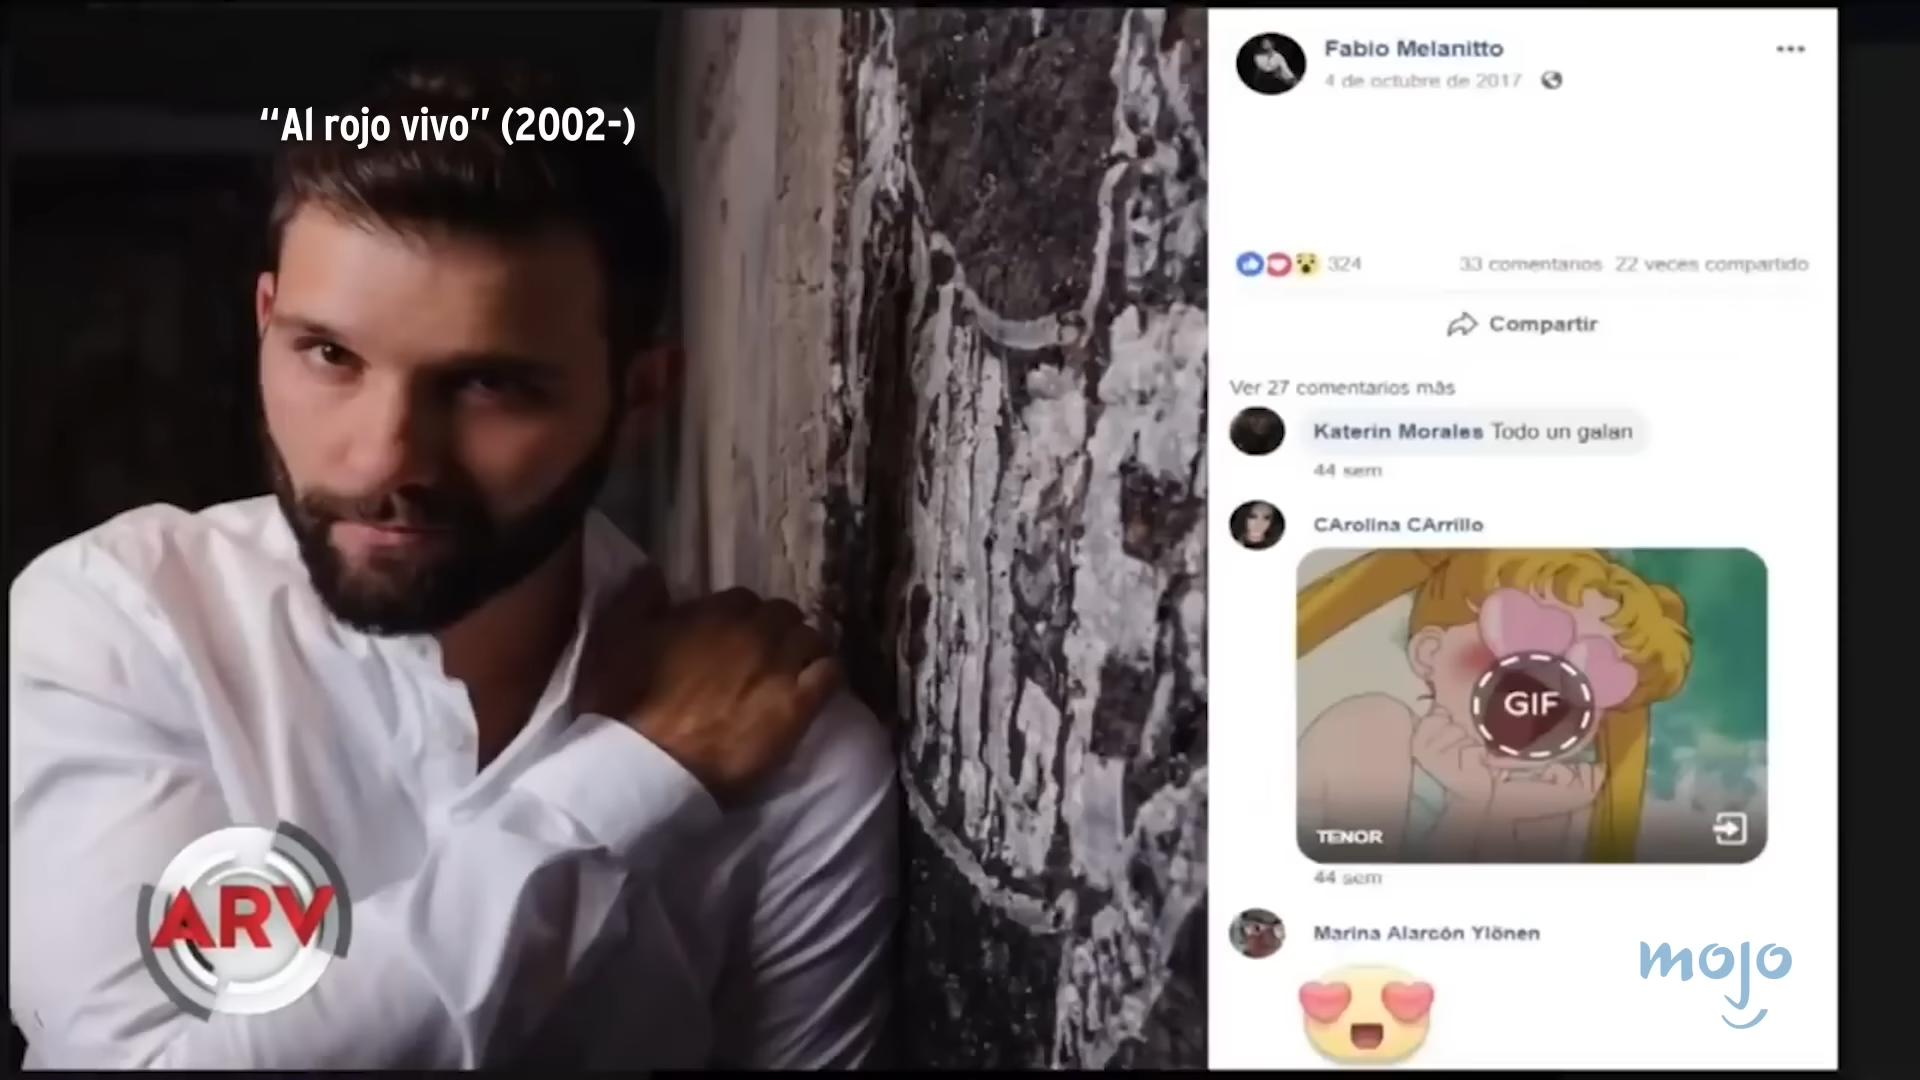 “Al rojo vivo” (2002-)
Fabio Melanitto
4 de octubre de 2017
324
33 comentarios 22 veces compartido
Compartir
Ver 27 comentarios más
Katerin Morales Todo un galan
44 sem
CArolina CArrillo
GIF
TENOR
44 sem
Marina Alarcón Ylönen
ARV
mojo